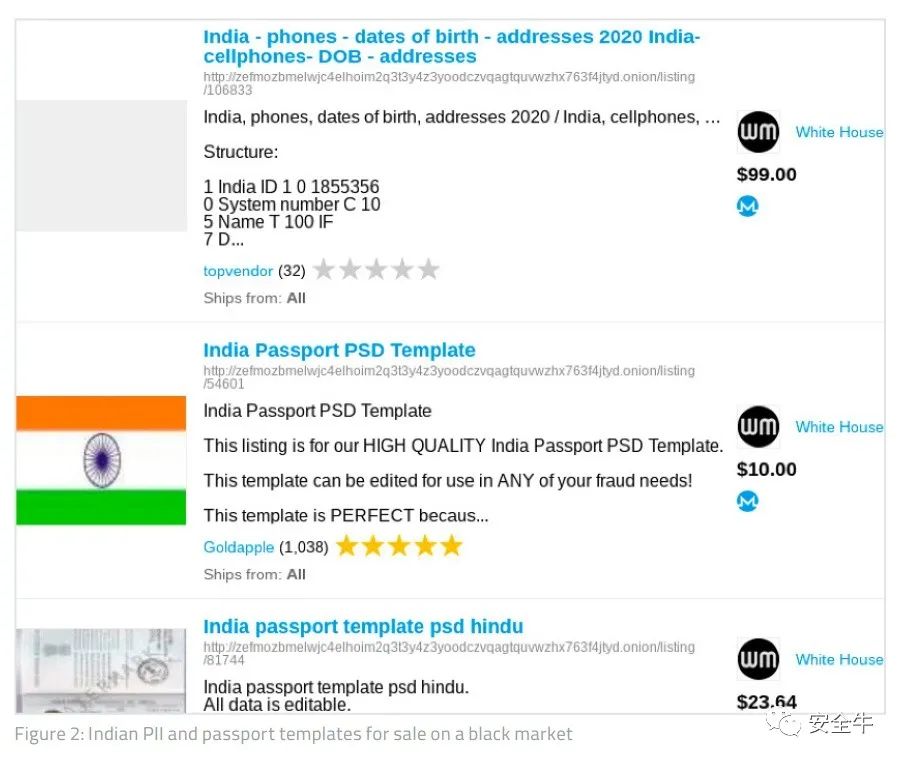 India - phones - dates of birth - addresses 2020 India-
cellphones- DOB - addresses
http://zefmozbmelwjc4elhoim2q3t3y4z3yoodczvqagtquvwzhx763f4jtyd.onion/listing
/106833
India, phones, dates of birth, addresses 2020 / India, cellphones, ...
Structure:
1 India ID 1 0 1855356
0 System number C 10
5 Name T 100 IF
7 D...
topvendor (32)
Ships from: All
wm White House
$99.00
India Passport PSD Template
http://zefmozbmelwjc4elhoim2q3t3y4z3yoodczvqagtquvwzhx763f4jtyd.onion/listing
/54601
India Passport PSD Template
This listing is for our HIGH QUALITY India Passport PSD Template.
This template can be edited for use in ANY of your fraud needs!
This template is PERFECT becaus...
Goldapple (1,038)
Ships from: All
wm White House
$10.00
India passport template psd hindu
http://zefmozbmelwjc4elhoim2q3t3y4z3yoodczvqagtquvwzhx763f4jtyd.onion/listing
/81744
India passport template psd hindu.
All data is editable.
wm White House
$23.64
安全牛
Figure 2: Indian PII and passport templates for sale on a black market